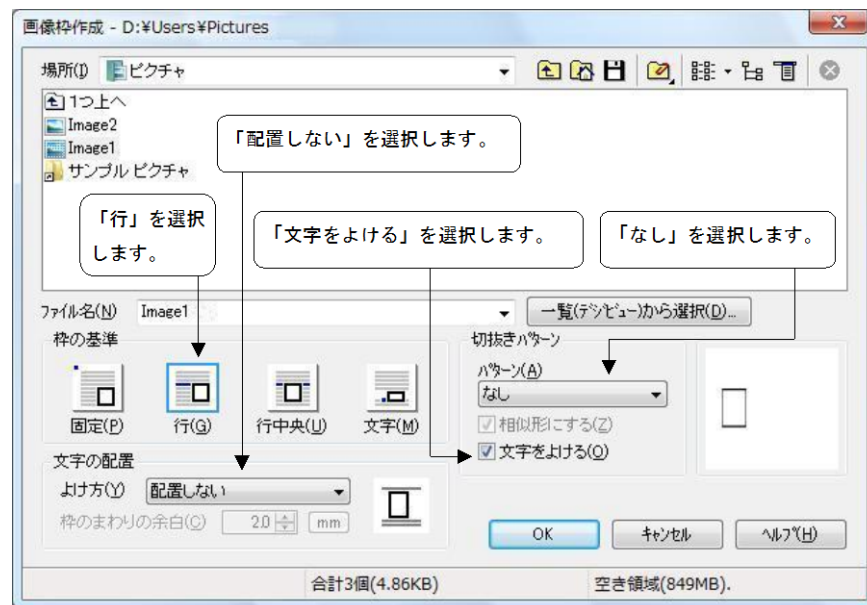 画像枠作成 - D:¥Users¥Pictures
場所(I) ピクチャ
1つ上へ
Image2
Image1
サンプル ピクチャ
「配置しない」を選択します。
「行」を選択
します。
「文字をよける」を選択します。
「なし」を選択します。
ファイル名(N) Image1
一覧(デジビュー)から選択(D)...
枠の基準
固定(P) 行(G) 行中央(U) 文字(M)
切抜きパターン
パターン(A)
なし
相似形にする(Z)
文字をよける(O)
文字の配置
よけ方(Y) 配置しない
枠のまわりの余白(C) 2.0 mm
OK キャンセル ヘルプ(H)
合計3個(4.86KB) 空き領域(849MB).